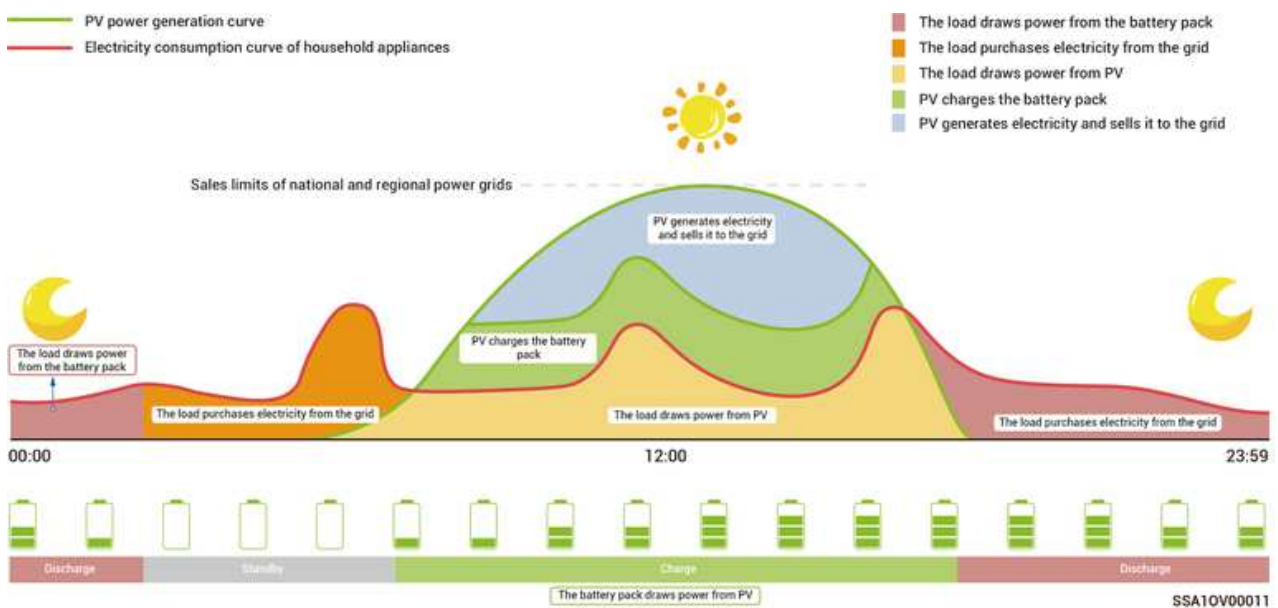 PV power generation curve
Electricity consumption curve of household appliances
The load draws power from the battery pack
The load purchases electricity from the grid
The load draws power from PV
PV charges the battery pack
PV generates electricity and sells it to the grid
Sales limits of national and regional power grids
PV generates electricity
and sells it to the grid
The load draws power
from the battery pack
PV charges the battery
pack
The load purchases electricity from the grid
The load draws power from PV
The load purchases electricity from the grid
00:00
12:00
23:59
Discharge
Standby
Charge
Discharge
The battery pack draws power from PV
SSA1OV00011